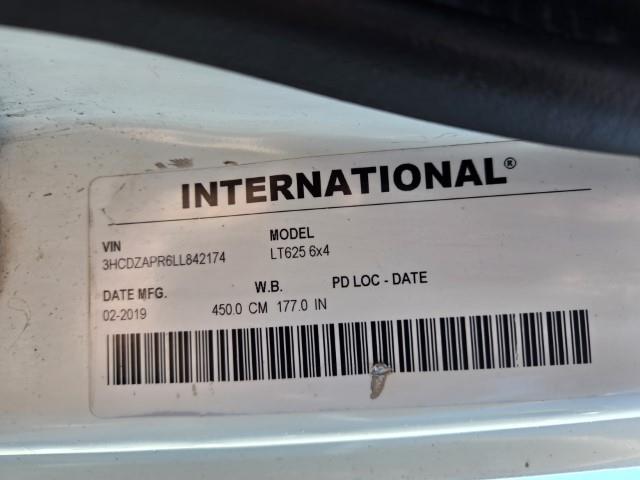 INTERNATIONAL®
VIN MODEL
3HCDZAPR6LL842174 LT625 6x4
DATE MFG. W.B. PD LOC - DATE
02-2019 450.0 CM 177.0 IN